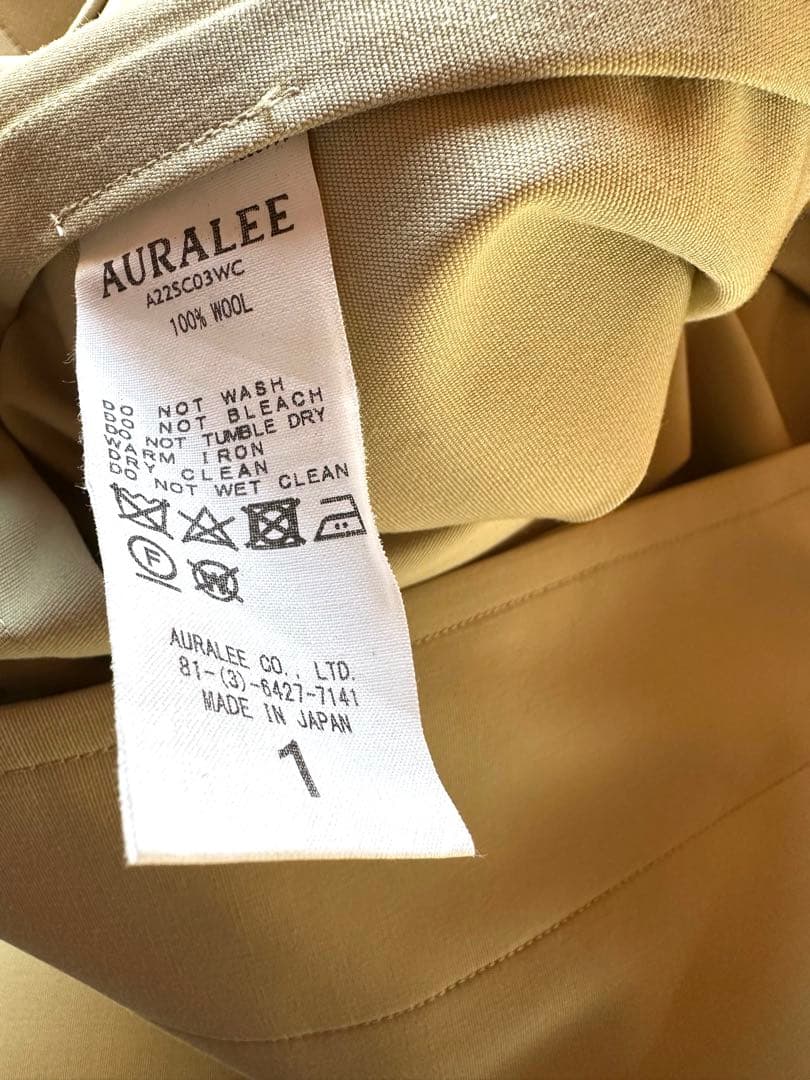 AURALEE
A22SC03WC
100% WOOL
DO NOT WASH
DO NOT BLEACH
DO NOT TUMBLE DRY
WARM IRON
DRY CLEAN
DO NOT WET CLEAN
F
W
AURALEE CO., LTD.
81-(3)-6427-7141
MADE IN JAPAN
1